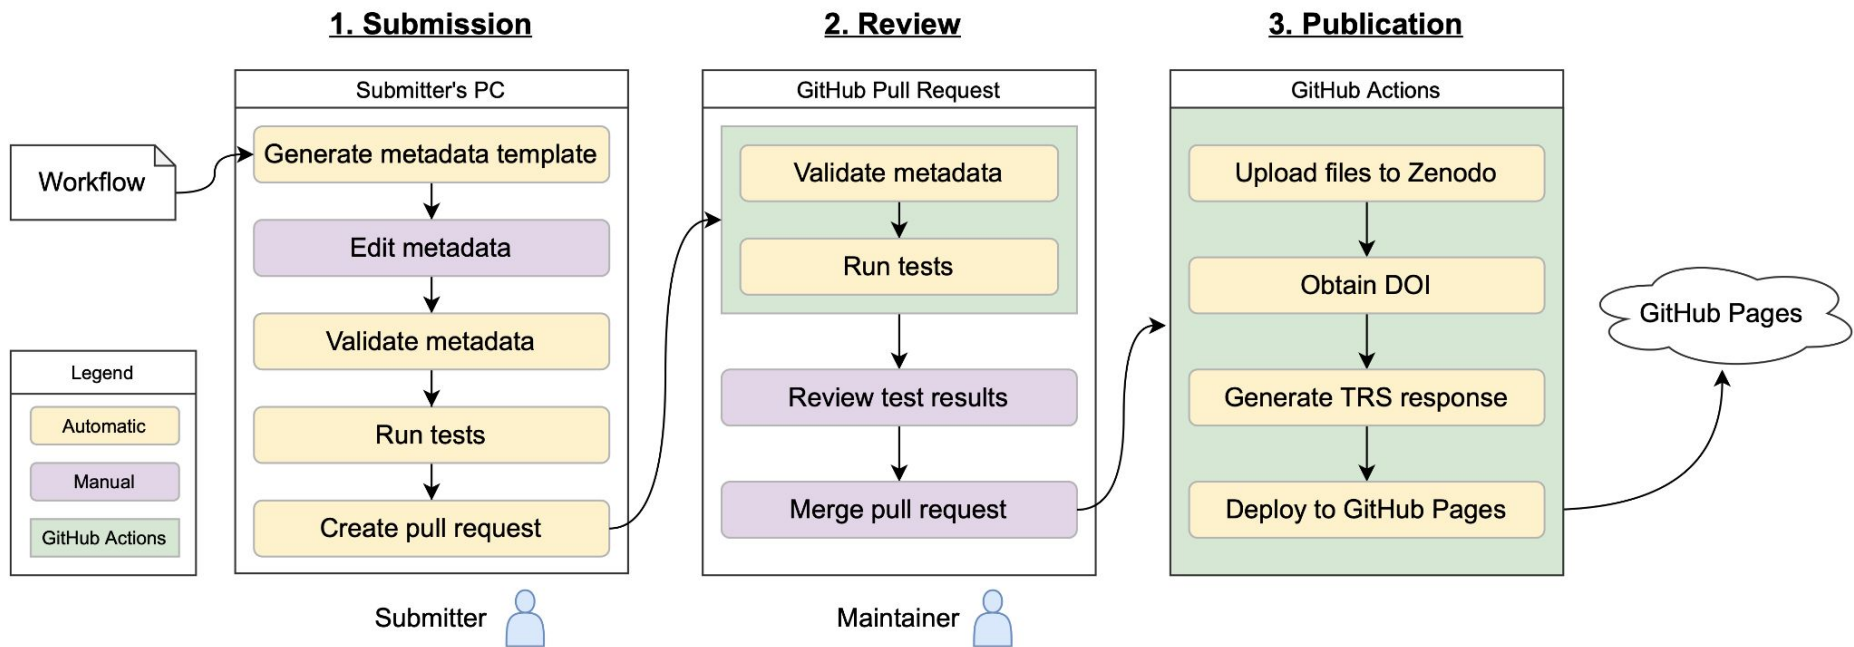 1. Submission
2. Review
3. Publication
Submitter's PC
GitHub Pull Request
GitHub Actions
Workflow
Generate metadata template
Edit metadata
Validate metadata
Run tests
Create pull request
Validate metadata
Run tests
Review test results
Merge pull request
Upload files to Zenodo
Obtain DOI
Generate TRS response
Deploy to GitHub Pages
GitHub Pages
Legend
Automatic
Manual
GitHub Actions
Submitter
Maintainer